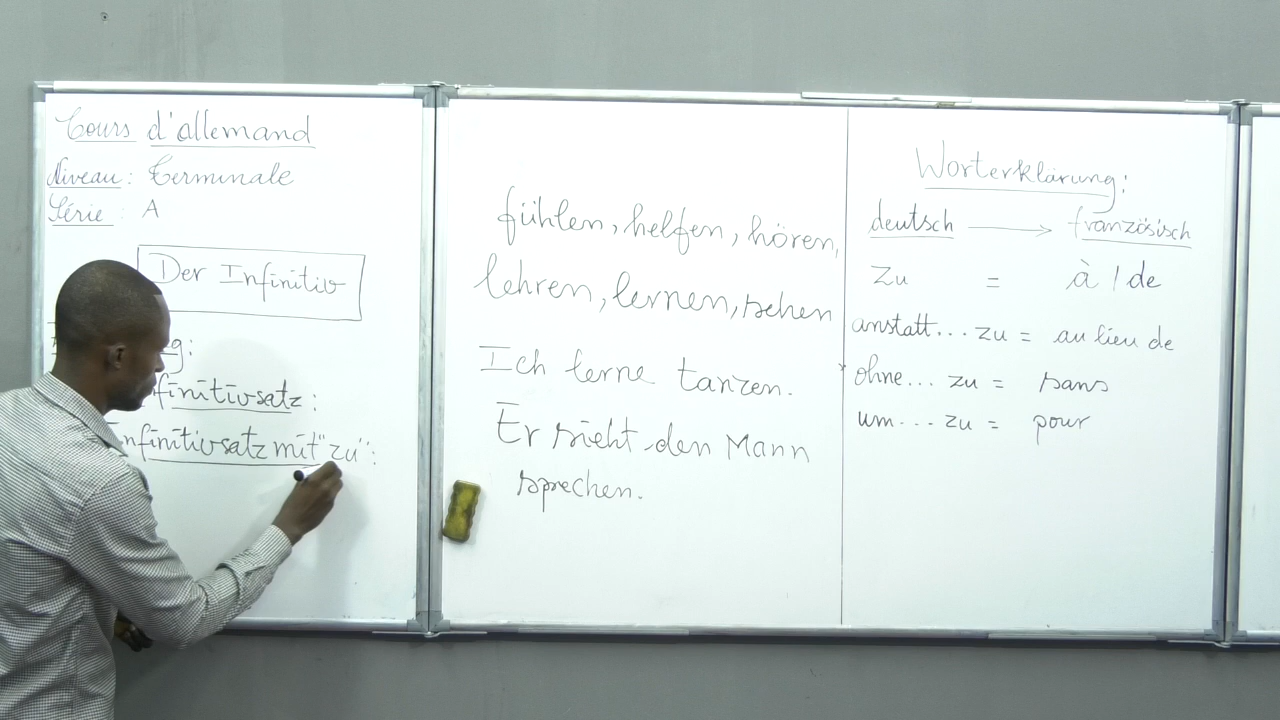 Cours d'allemand
Niveau : Terminale
Série : A
Der Infinitiv
Infinitivsatz mit "zu":
fühlen, helfen, hören,
lehren, lernen, sehen
Ich lerne tanzen.
Er sieht den Mann
sprechen.
Worterklärung:
deutsch → französisch
zu = à / de
anstatt... zu = au lieu de
ohne... zu = sans
um... zu = pour